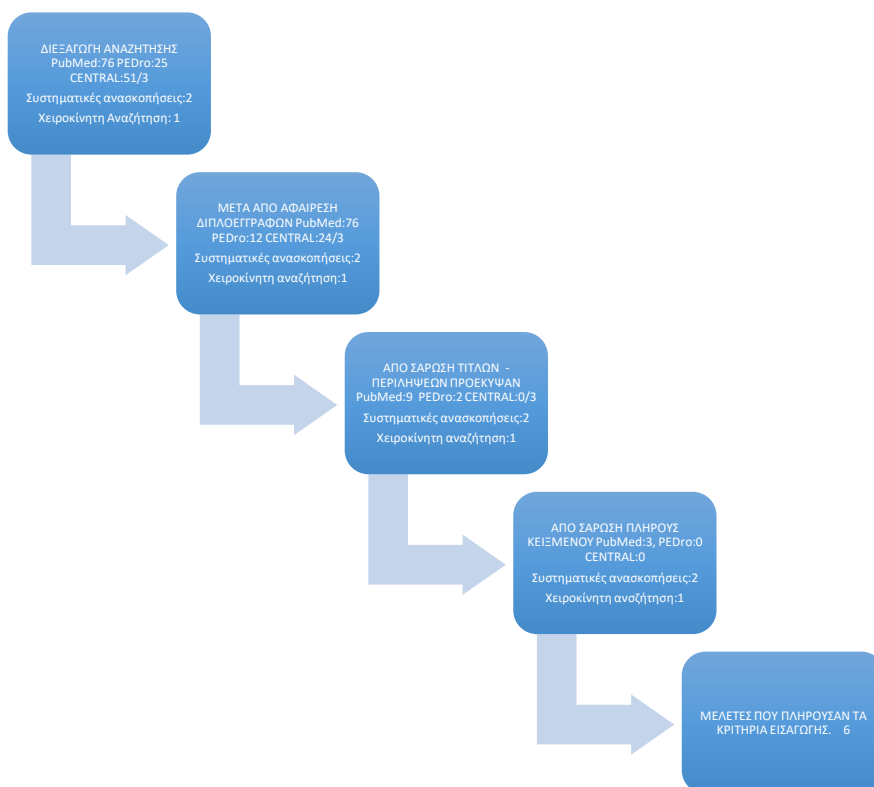 ΔΙΕΞΑΓΩΓΗ ΑΝΑΖΗΤΗΣΗΣ
PubMed:76 PEDro:25
CENTRAL:51/3
Συστηματικές ανασκοπήσεις:2
Χειροκίνητη Αναζήτηση: 1
ΜΕΤΑ ΑΠΟ ΑΦΑΙΡΕΣΗ
ΔΙΠΛΟΕΓΓΡΑΦΩΝ PubMed:76
PEDro:12 CENTRAL:24/3
Συστηματικές ανασκοπήσεις:2
Χειροκίνητη αναζήτηση:1
ΑΠΟ ΣΑΡΩΣΗ ΤΙΤΛΩΝ -
ΠΕΡΙΛΗΨΕΩΝ ΠΡΟΕΚΥΨΑΝ
PubMed:9 PEDro:2 CENTRAL:0/3
Συστηματικές ανασκοπήσεις:2
Χειροκίνητη αναζήτηση:1
ΑΠΟ ΣΑΡΩΣΗ ΠΛΗΡΟΥΣ
ΚΕΙΞΜΕΝΟΥ PubMed:3, PEDro:0
CENTRAL:0
Συστηματικές ανασκοπήσεις:2
Χειροκίνητη ανσζήτηση:1
ΜΕΛΕΤΕΣ ΠΟΥ ΠΛΗΡΟΥΣΑΝ ΤΑ
ΚΡΙΤΗΡΙΑ ΕΙΣΑΓΩΓΗΣ. 6